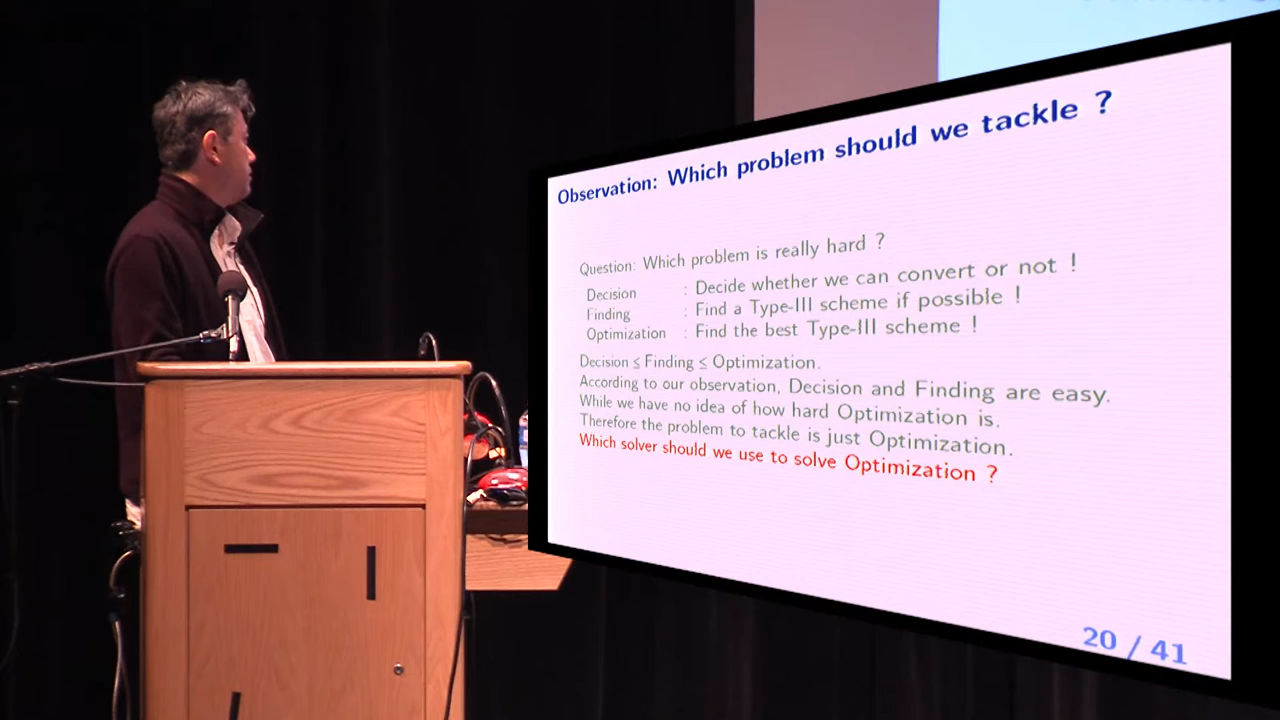 Observation: Which problem should we tackle ?
Question: Which problem is really hard ?
Decision : Decide whether we can convert or not !
Finding : Find a Type-III scheme if possible !
Optimization : Find the best Type-III scheme !
Decision ≤ Finding ≤ Optimization.
According to our observation, Decision and Finding are easy.
While we have no idea of how hard Optimization is.
Therefore the problem to tackle is just Optimization.
Which solver should we use to solve Optimization ?
20 / 41